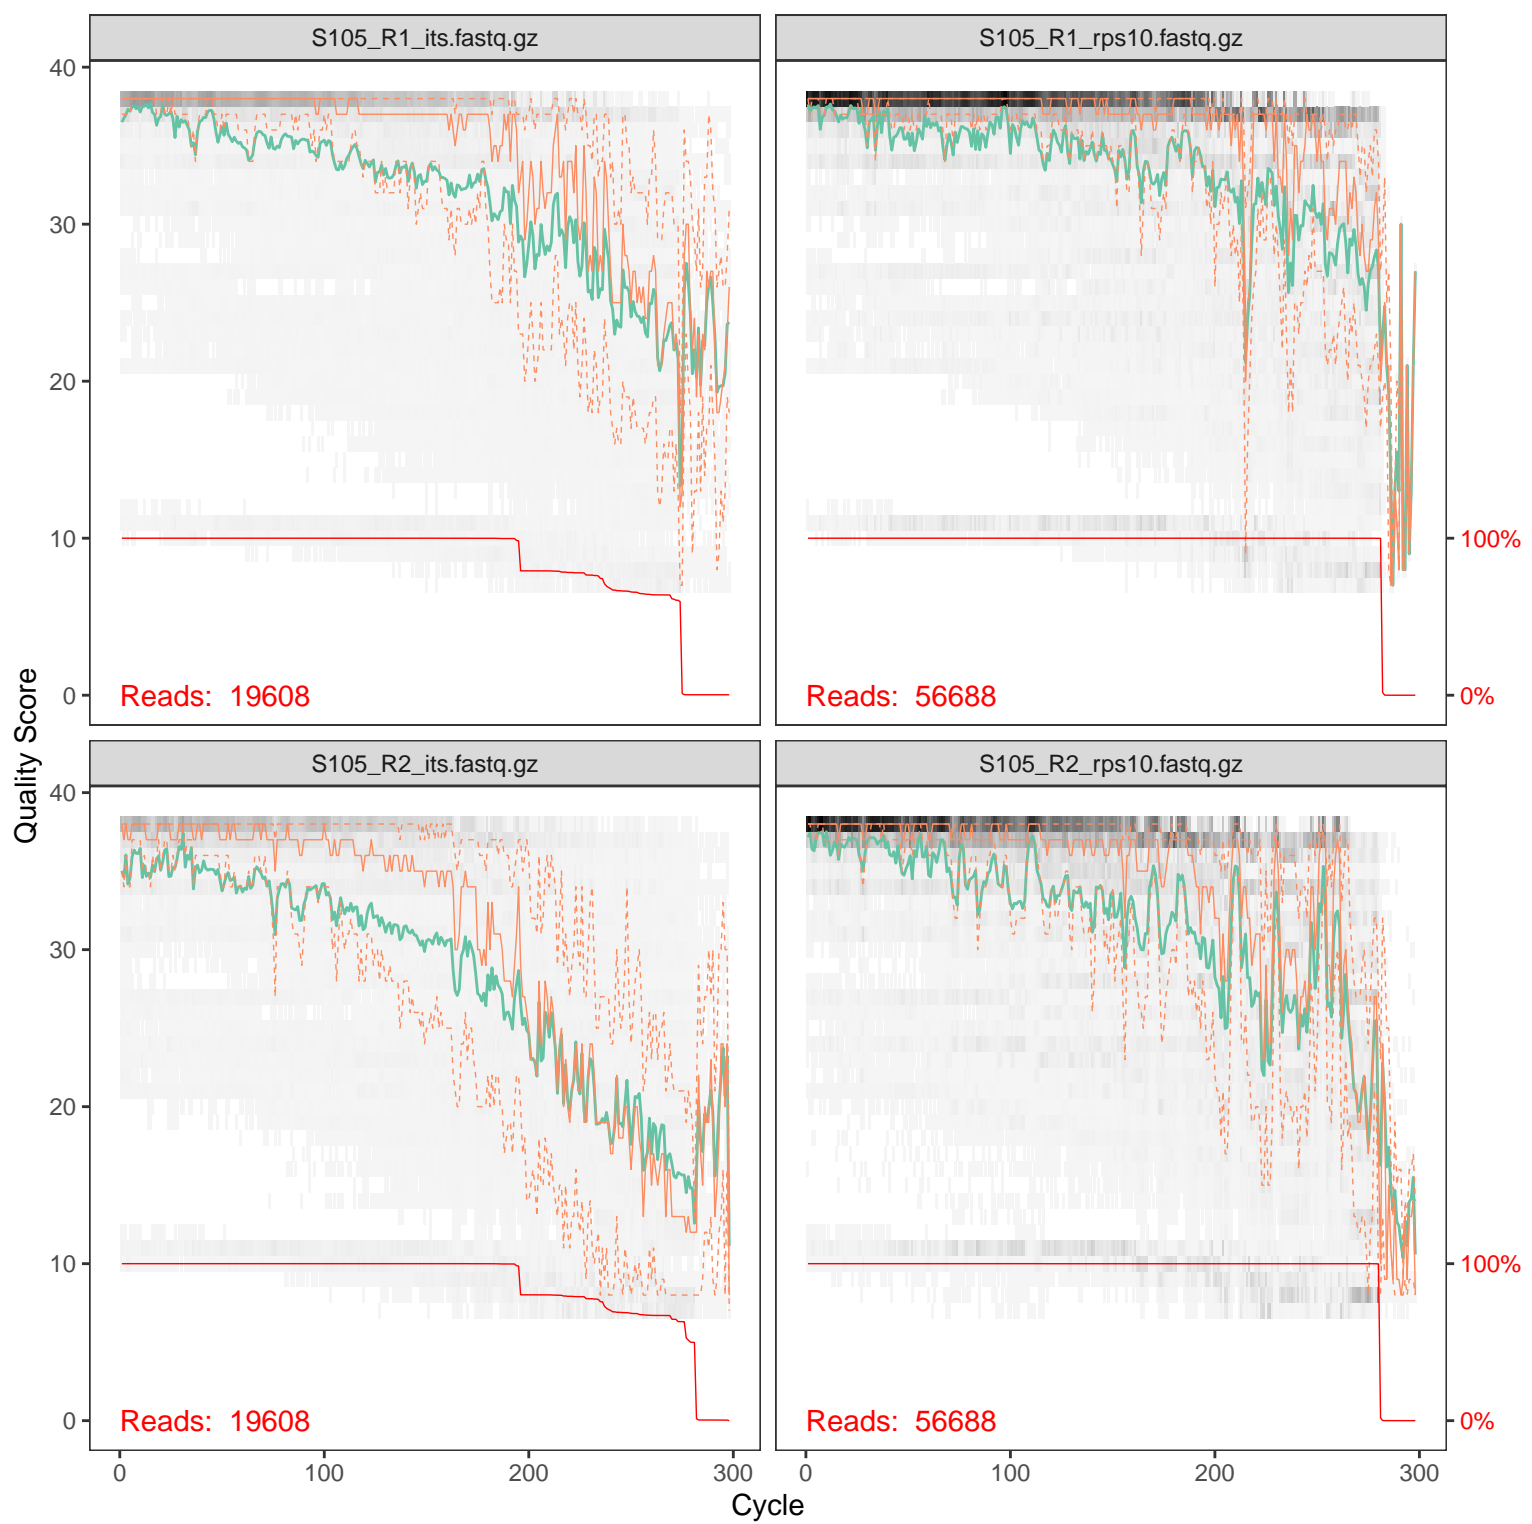 S105_R1_its.fastq.gz
S105_R1_rps10.fastq.gz
40
30
20
10
0
100%
0%
Reads: 19608
Reads: 56688
S105_R2_its.fastq.gz
S105_R2_rps10.fastq.gz
Quality Score
40
30
20
10
0
100%
0%
Reads: 19608
Reads: 56688
0
100
200
300
0
100
200
300
Cycle